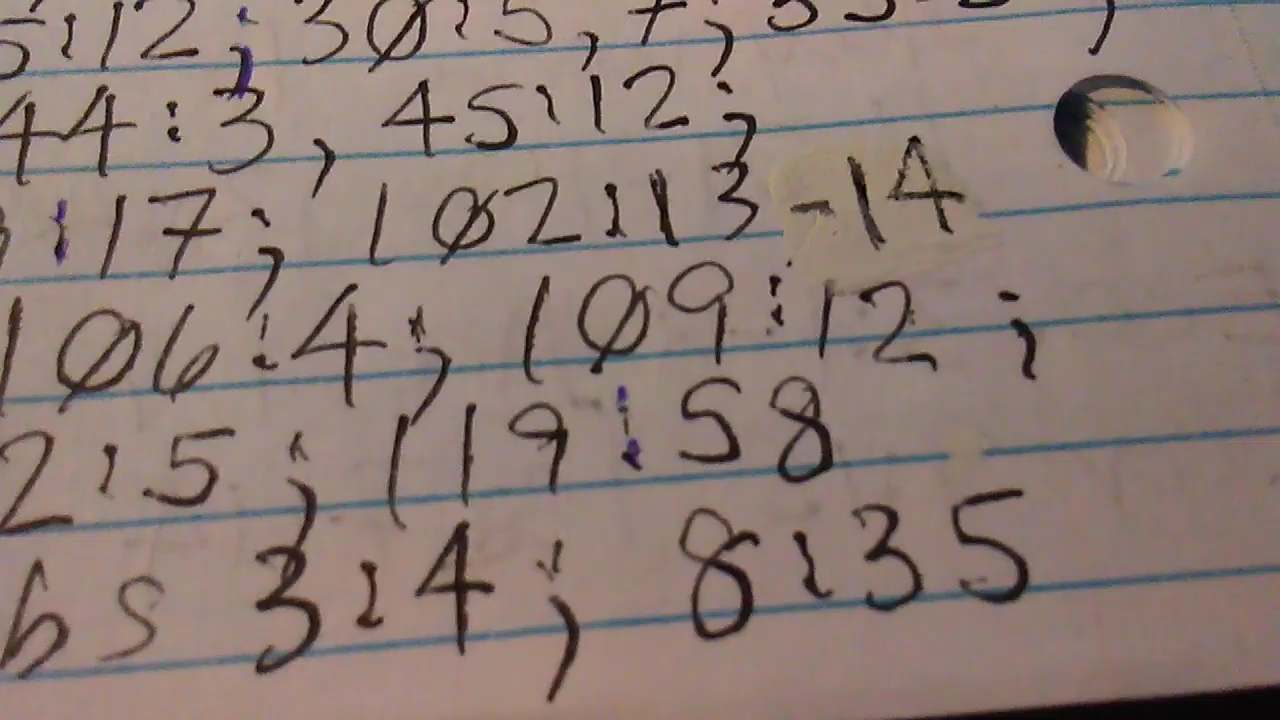 5:12; 30:5, 7; 
44:3, 45:12;
:17; 102:13-14
106:4; 109:12;
2:5; 119:58
bs 3:4; 8:35